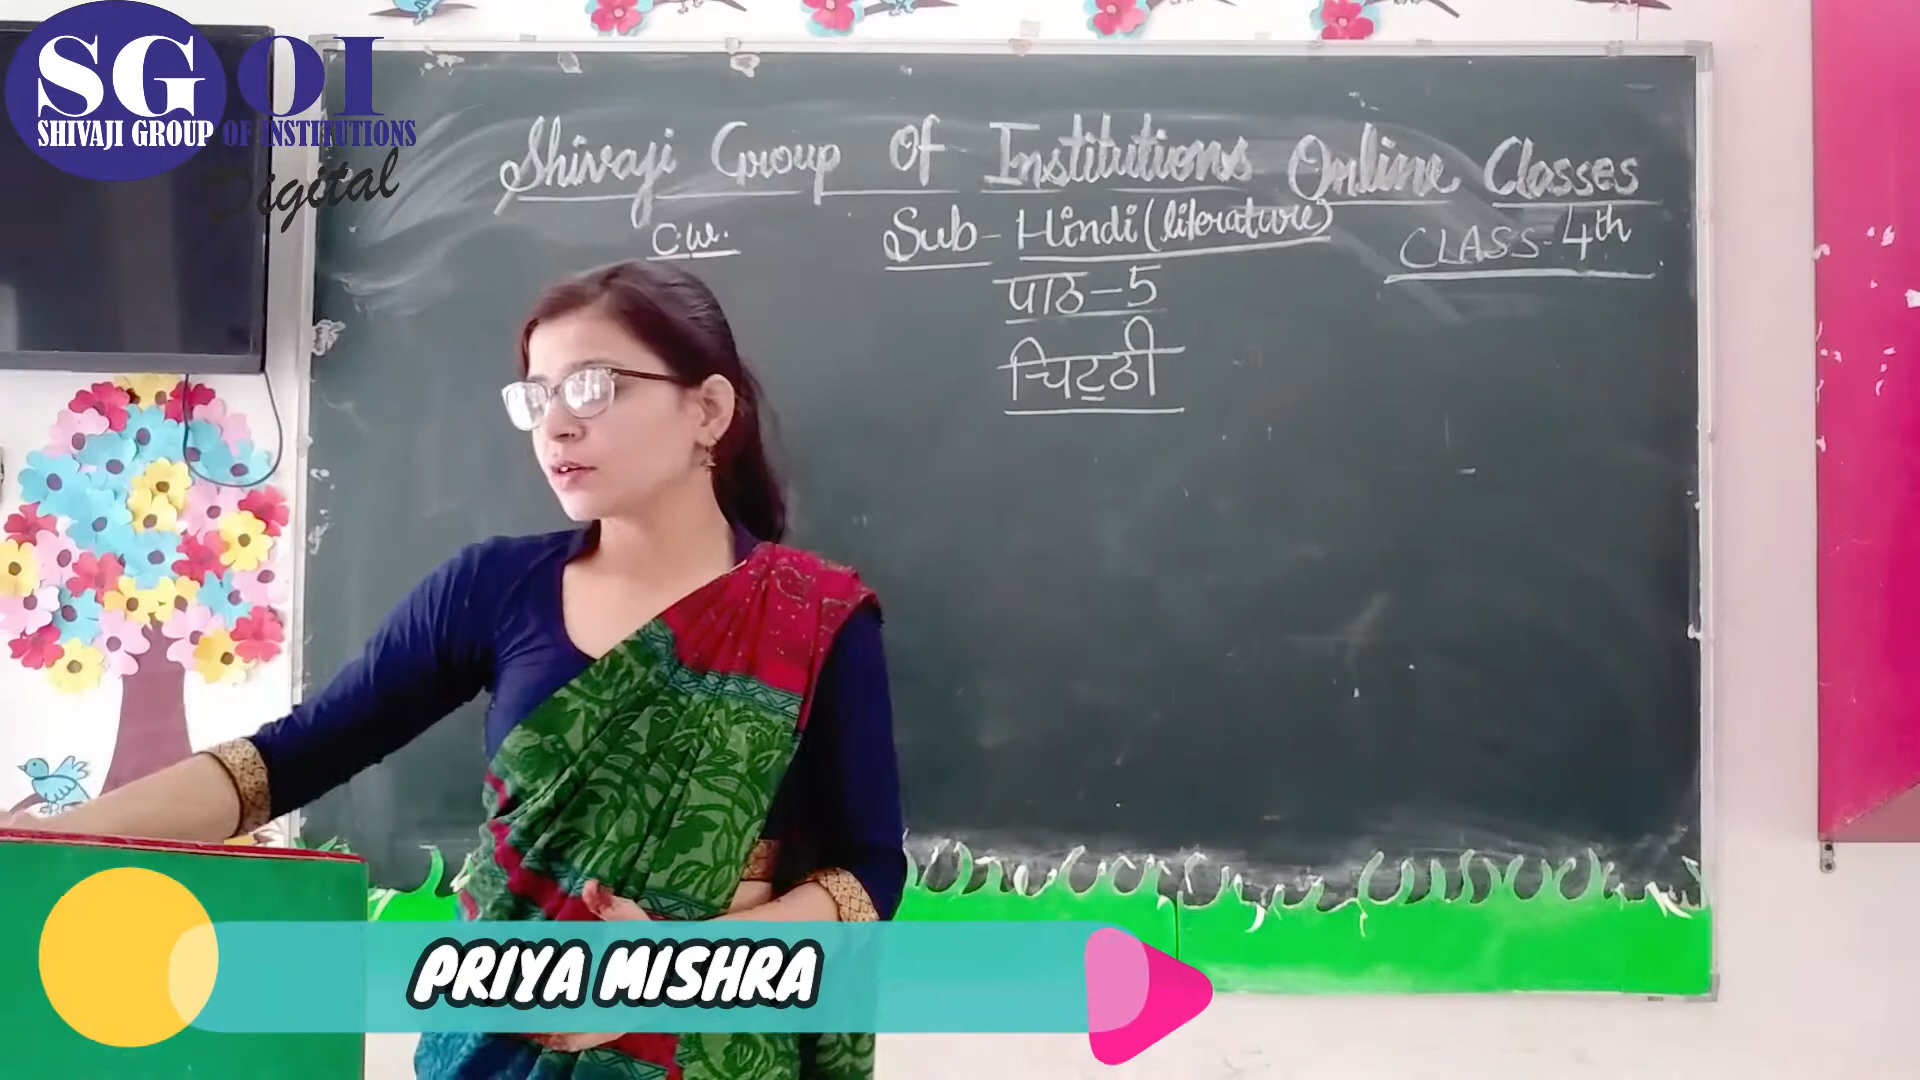 SGOI
SHIVAJI GROUP OF INSTITUTIONS
Digital
Shivaji Group Of Institutions Online Classes
C.W. Sub- Hindi (literature) CLASS- 4th
पाठ-5
चिट्ठी
PRIYA MISHRA